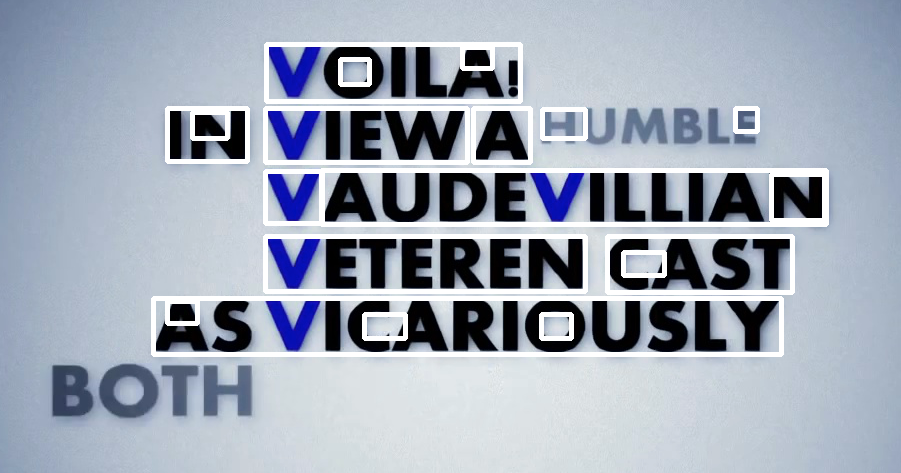 VOILA!
IN VIEW A HUMBLE
VAUDEVILLIAN
VETEREN CAST
AS VICARIOUSLY
BOTH